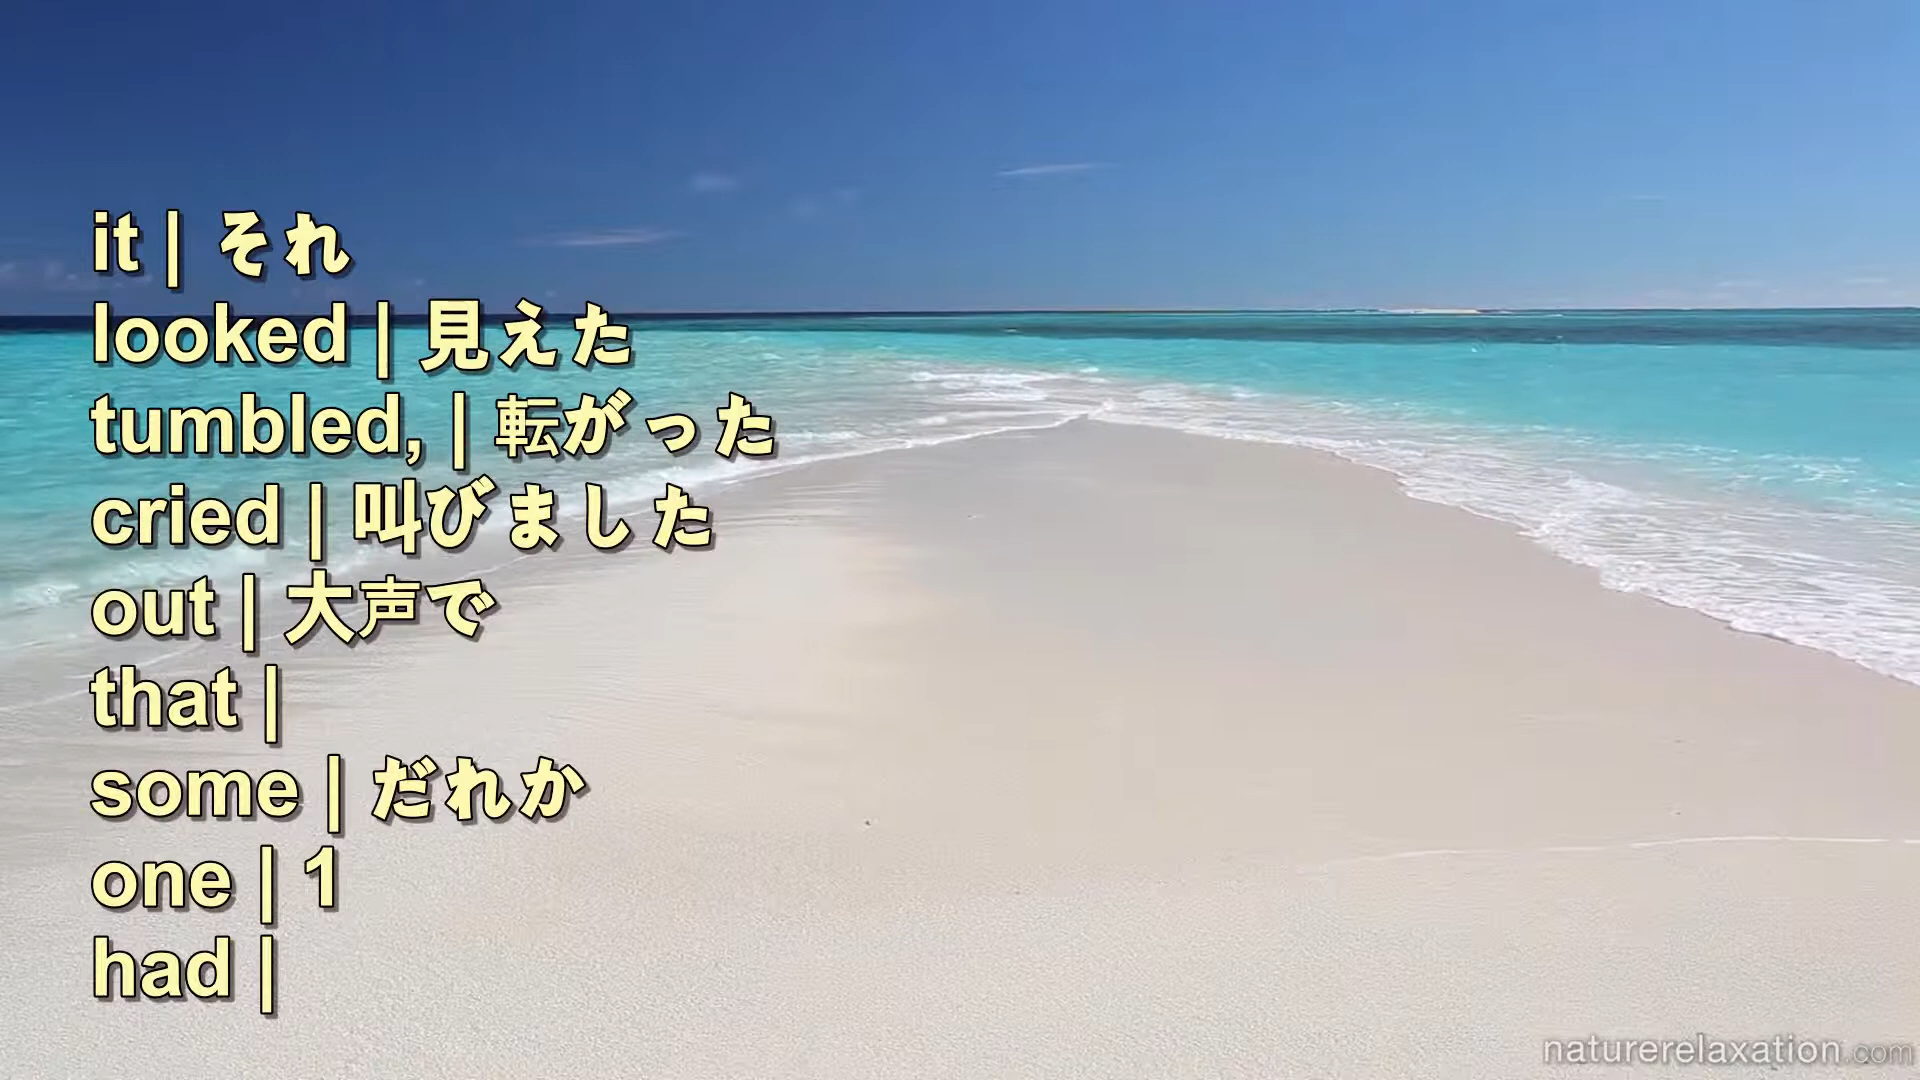 it | それ
looked | 見えた
tumbled, | 転がった
cried | 叫びました
out | 大声で
that |
some | だれか
one | 1
had |
naturerelaxation.com